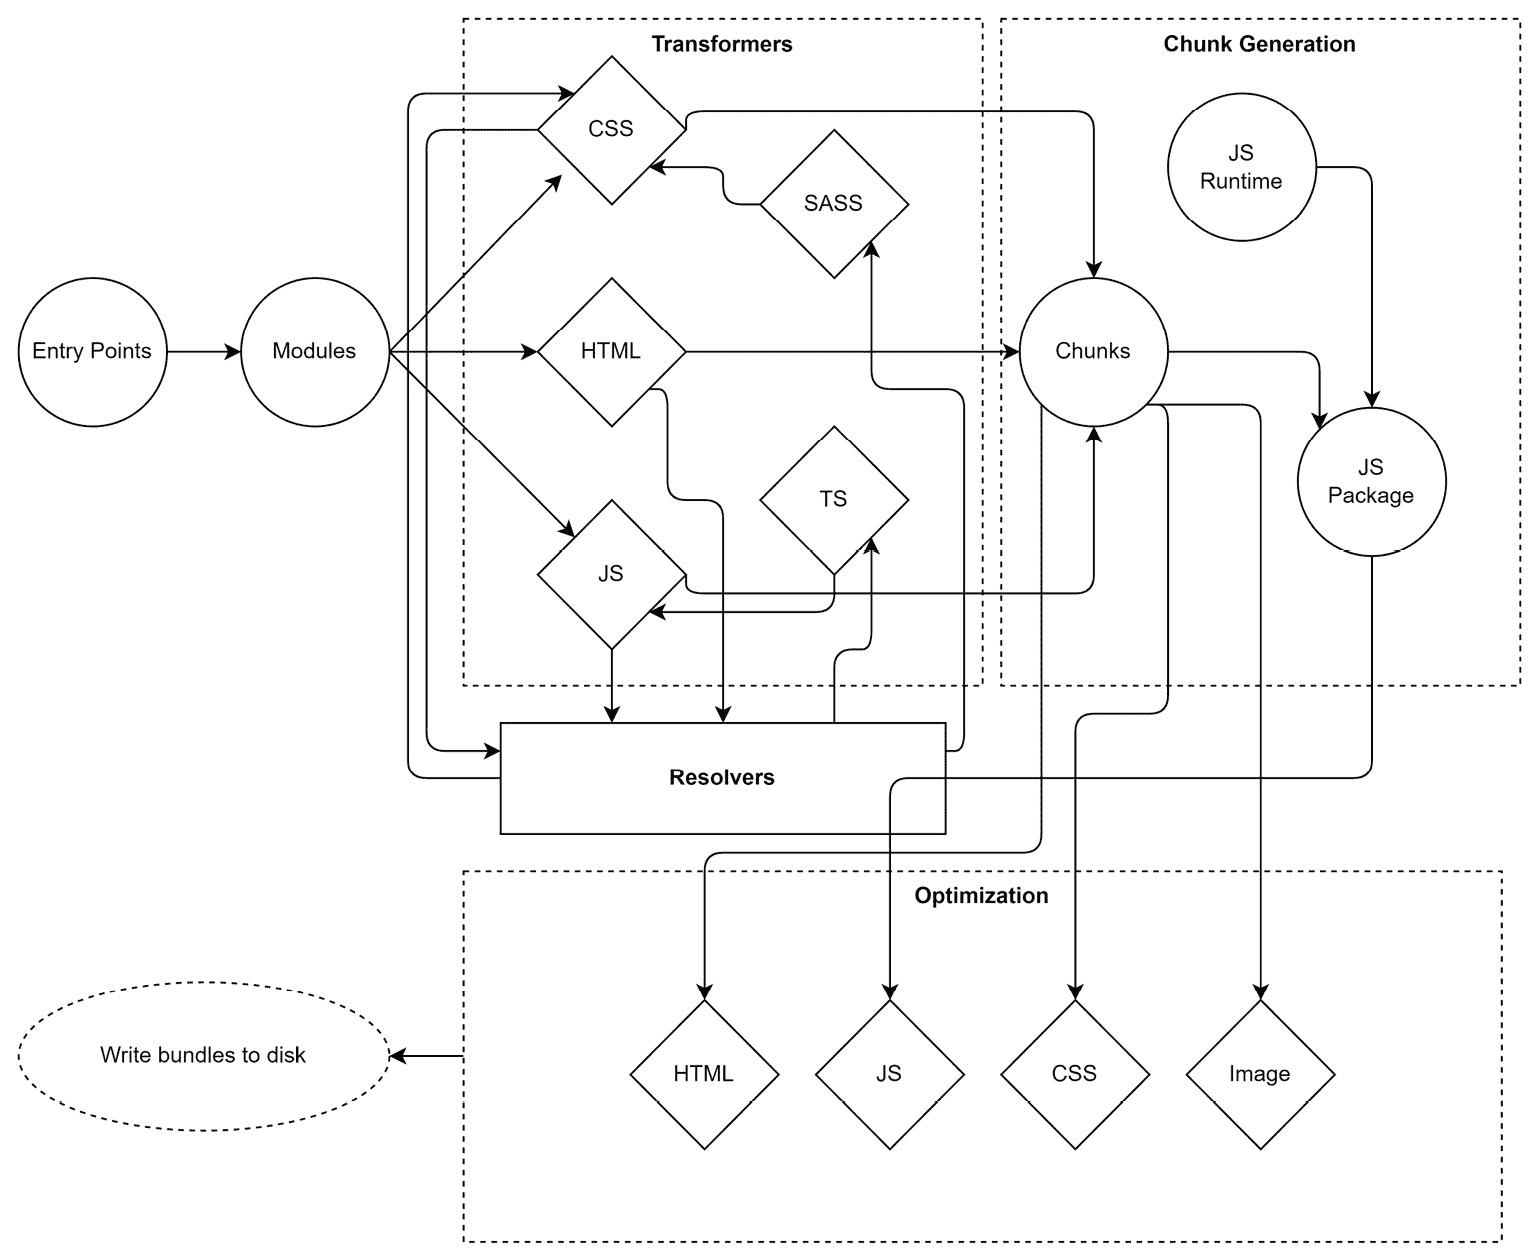 Transformers
Chunk Generation
CSS
JS
Runtime
SASS
Entry Points
Modules
HTML
Chunks
TS
JS
Package
JS
Resolvers
Optimization
Write bundles to disk
HTML
JS
CSS
Image